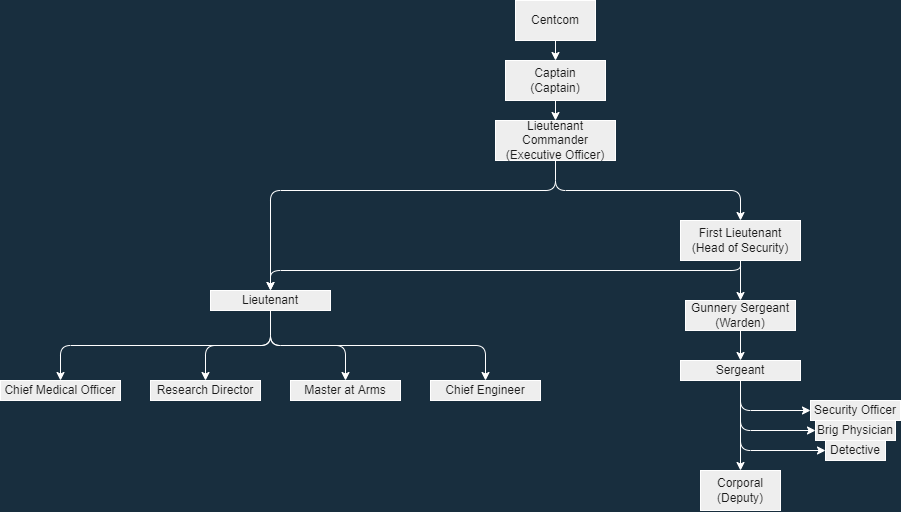 Centcom
Captain
(Captain)
Lieutenant
Commander
(Executive Officer)
First Lieutenant
(Head of Security)
Lieutenant
Gunnery Sergeant
(Warden)
Sergeant
Chief Medical Officer
Research Director
Master at Arms
Chief Engineer
Security Officer
Brig Physician
Detective
Corporal
(Deputy)